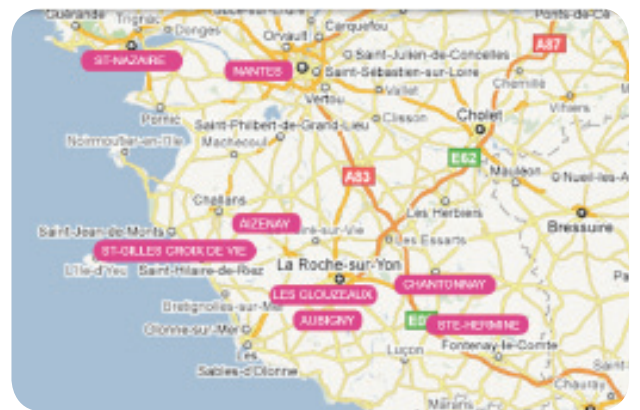 Guérande
Trignac
Donges
Orvault
Carquefou
Ponts-de-Cé
A87
ST-NAZAIRE
NANTES
Saint-Julien-de-Concelles
Saint-Sébastien-sur-Loire
Chemillé
Vertou
Vallet
Vihiers
Pornic
Clisson
Cholet
Saint-Philbert-de-Grand-Lieu
Noirmoutier-en-l'Île
Machecoul
E62
Mauléon
Nueil-les-A
A83
Challans
Les Herbiers
AIZENAY
Bressuire
Saint-Jean-de-Monts
Les Essarts
ST-GILLES CROIX DE VIE
L'Île-d'Yeu
Saint-Hilaire-de-Riez
La Roche-sur-Yon
CHANTONNAY
LES CLOUZEAUX
Bretignolles-sur-Mer
AUBIGNY
STE-HERMINE
Olonne-sur-Mer
Fontenay-le-Comte
Les
Sables-d'Olonne
Luçon
Chauray
Marans